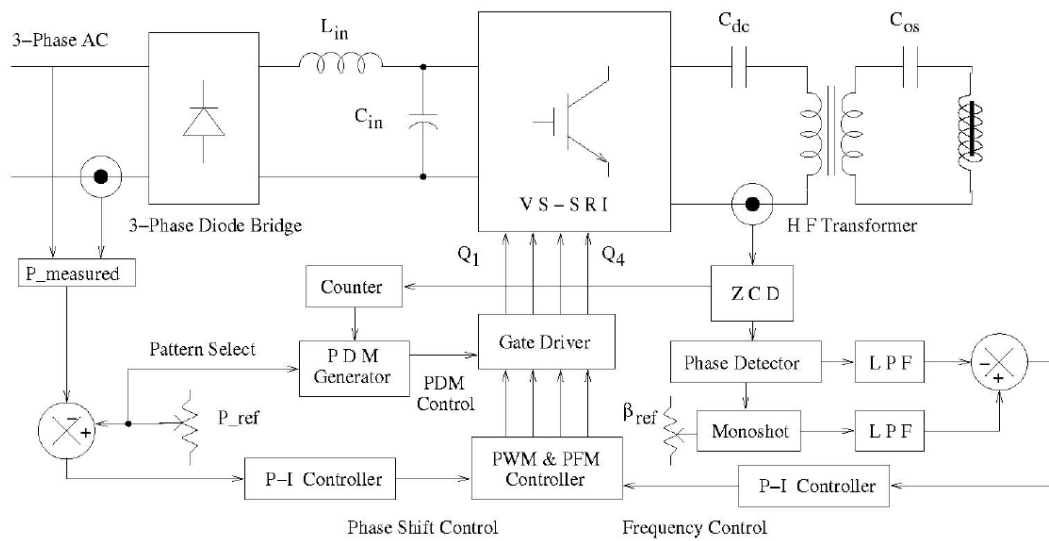 3-Phase AC
L_in
C_in
C_dc
C_os
VS-SRI
3-Phase Diode Bridge
H F Transformer
Q_1
Q_4
P_measured
Counter
Z C D
Pattern Select
P D M
Generator
Gate Driver
Phase Detector
L P F
- +
PDM
Control
P_ref
β_ref
Monoshot
L P F
- +
P-I Controller
PWM & PFM
Controller
P-I Controller
Phase Shift Control
Frequency Control